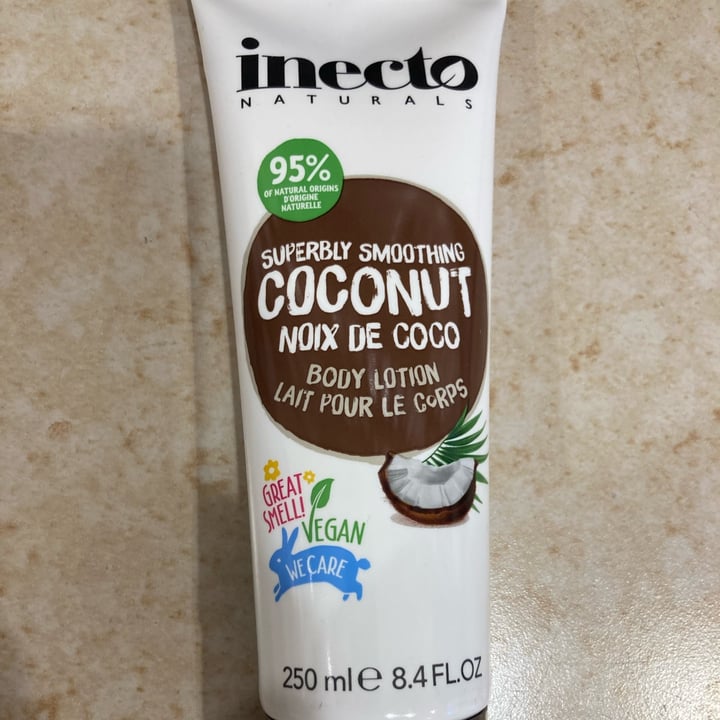 inecto
NATURALS
95%
OF NATURAL ORIGINS
D'ORIGINE
NATURELLE
SUPERBLY SMOOTHING
COCONUT
NOIX DE COCO
BODY LOTION
LAIT POUR LE CORPS
GREAT
SMELL!
VEGAN
WE CARE
250 ml e 8.4 FL.OZ